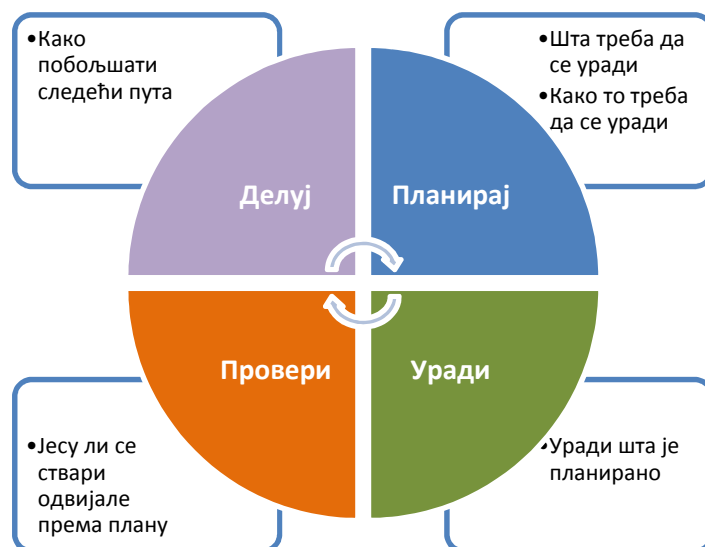 •Како
побољшати
следећи пута
•Шта треба да
се уради
•Како то треба
да се уради
Делуј
Планирај
Провери
Уради
•Јесу ли се
ствари
одвијале
према плану
•Уради шта је
планирано